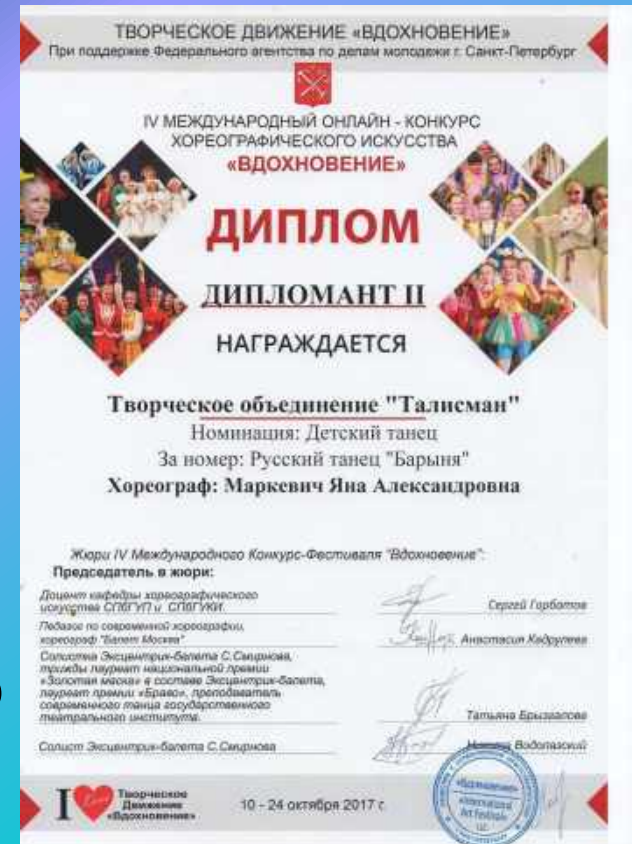 ТВОРЧЕСКОЕ ДВИЖЕНИЕ «ВДОХНОВЕНИЕ»
При поддержке Федерального агентства по делам молодежи г. Санкт-Петербург
IV МЕЖДУНАРОДНЫЙ ОНЛАЙН - КОНКУРС
ХОРЕОГРАФИЧЕСКОГО ИСКУССТВА
«ВДОХНОВЕНИЕ»
ДИПЛОМ
ДИПЛОМАНТ II
НАГРАЖДАЕТСЯ
Творческое объединение "Талисман"
Номинация: Детский танец
За номер: Русский танец "Барыня"
Хореограф: Маркевич Яна Александровна
Жюри IV Международного Конкурс-Фестиваля "Вдохновение":
Председатель в жюри:
Доцент кафедры хореографического
искусства СПбГУП и СПбГУКИ.
Сергей Горбатов
Педагог по современной хореографии,
хореограф "Балет Москва"
Анастасия Кадрулева
Солистка Эксцентрик-балета С.Смирнова,
трижды лауреат национальной премии
«Золотая маска» в составе Эксцентрик-балета,
лауреат премии «Браво», преподаватель
современного танца государственного
театрального института.
Татьяна
Солист Эксцентрик-балета С.Смирнова
Водолазский
I
Творческое
Движение
«Вдохновение»
10 - 24 октября 2017 г.
«Вдохновение»
International
Art Festivals